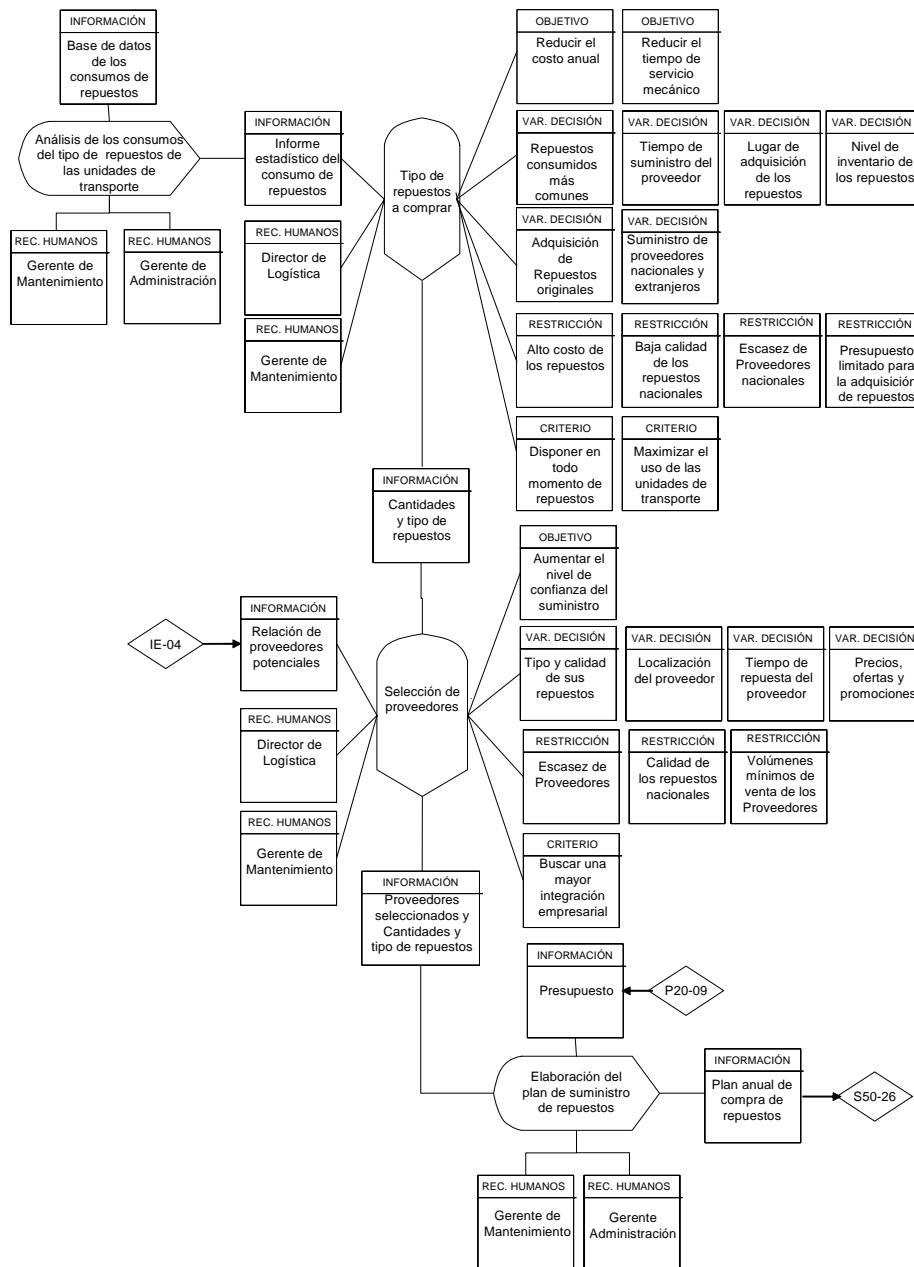 INFORMACIÓN
Base de datos
de los
consumos de
repuestos
Análisis de los consumos
del tipo de repuestos de
las unidades de
transporte
REC. HUMANOS
Gerente de
Mantenimiento
REC. HUMANOS
Gerente de
Administración
INFORMACIÓN
Informe
estadístico del
consumo de
repuestos
REC. HUMANOS
Director de
Logística
REC. HUMANOS
Gerente de
Mantenimiento
Tipo de
repuestos
a comprar
OBJETIVO
Reducir el
costo anual
OBJETIVO
Reducir el
tiempo de
servicio
mecánico
VAR. DECISIÓN
Repuestos
consumidos
más
comunes
VAR. DECISIÓN
Tiempo de
suministro del
proveedor
VAR. DECISIÓN
Lugar de
adquisición
de los
repuestos
VAR. DECISIÓN
Nivel de
inventario de
los repuestos
VAR. DECISIÓN
Adquisición
de
Repuestos
originales
VAR. DECISIÓN
Suministro de
proveedores
nacionales y
extranjeros
RESTRICCIÓN
Alto costo de
los repuestos
RESTRICCIÓN
Baja calidad
de los
repuestos
nacionales
RESTRICCIÓN
Escasez de
Proveedores
nacionales
RESTRICCIÓN
Presupuesto
limitado para
la adquisición
de repuestos
CRITERIO
Disponer en
todo
momento de
repuestos
CRITERIO
Maximizar el
uso de las
unidades de
transporte
INFORMACIÓN
Cantidades
y tipo de
repuestos
IE-04
INFORMACIÓN
Relación de
proveedores
potenciales
REC. HUMANOS
Director de
Logística
REC. HUMANOS
Gerente de
Mantenimiento
Selección de
proveedores
OBJETIVO
Aumentar el
nivel de
confianza del
suministro
VAR. DECISIÓN
Tipo y calidad
de sus
repuestos
VAR. DECISIÓN
Localización
del proveedor
VAR. DECISIÓN
Tiempo de
repuesta del
proveedor
VAR. DECISIÓN
Precios,
ofertas y
promociones
RESTRICCIÓN
Escasez de
Proveedores
RESTRICCIÓN
Calidad de
los repuestos
nacionales
RESTRICCIÓN
Volúmenes
mínimos de
venta de los
Proveedores
CRITERIO
Buscar una
mayor
integración
empresarial
INFORMACIÓN
Proveedores
seleccionados y
Cantidades y
tipo de repuestos
INFORMACIÓN
Presupuesto
P20-09
Elaboración del
plan de suministro
de repuestos
INFORMACIÓN
Plan anual de
compra de
repuestos
S50-26
REC. HUMANOS
Gerente de
Mantenimiento
REC. HUMANOS
Gerente
Administración